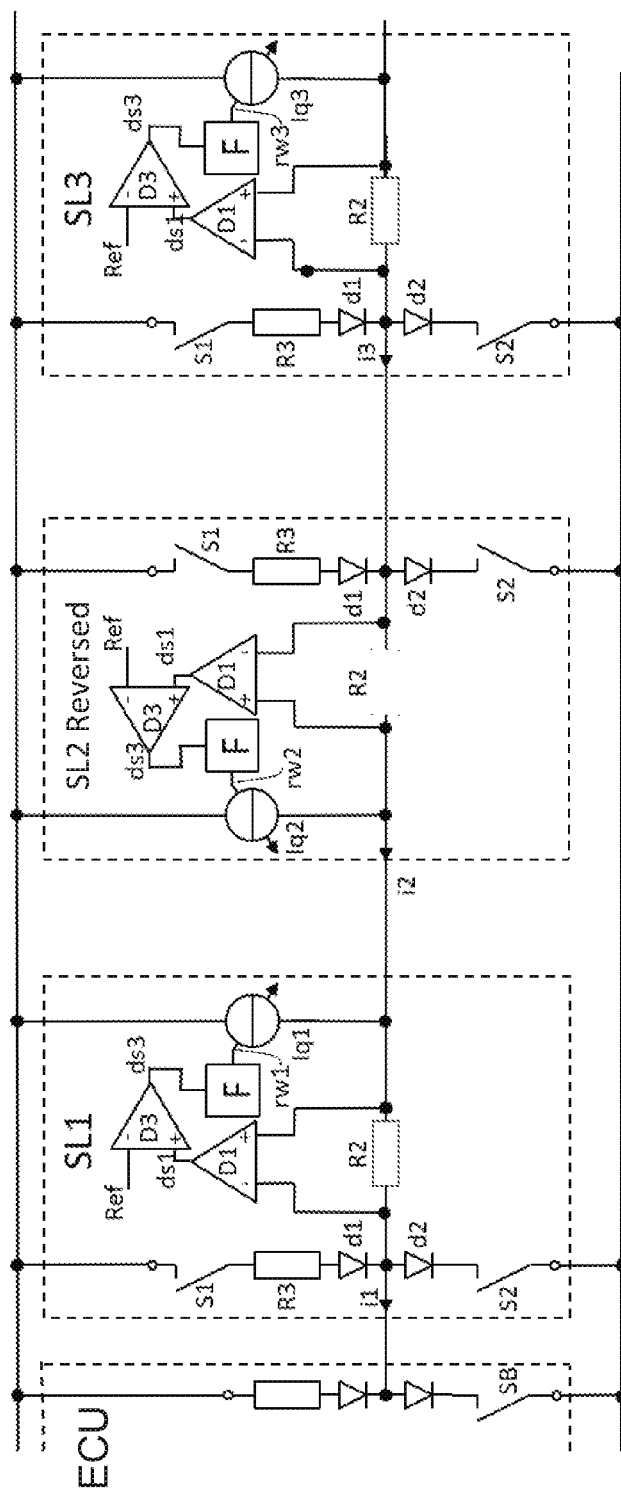 ECU
SB
SL1
Ref
ds3
D3
-
+
ds1
D1
-
+
F
rw1
Iq1
S1
R3
d1
R2
i1
d2
S2
i2
SL2 Reversed
Ref
ds3
D3
-
+
ds1
D1
+
-
F
rw2
Iq2
S1
R3
d1
R2
d2
S2
SL3
Ref
ds3
D3
-
+
ds1
D1
-
+
F
rw3
Iq3
S1
R3
d1
R2
i3
d2
S2